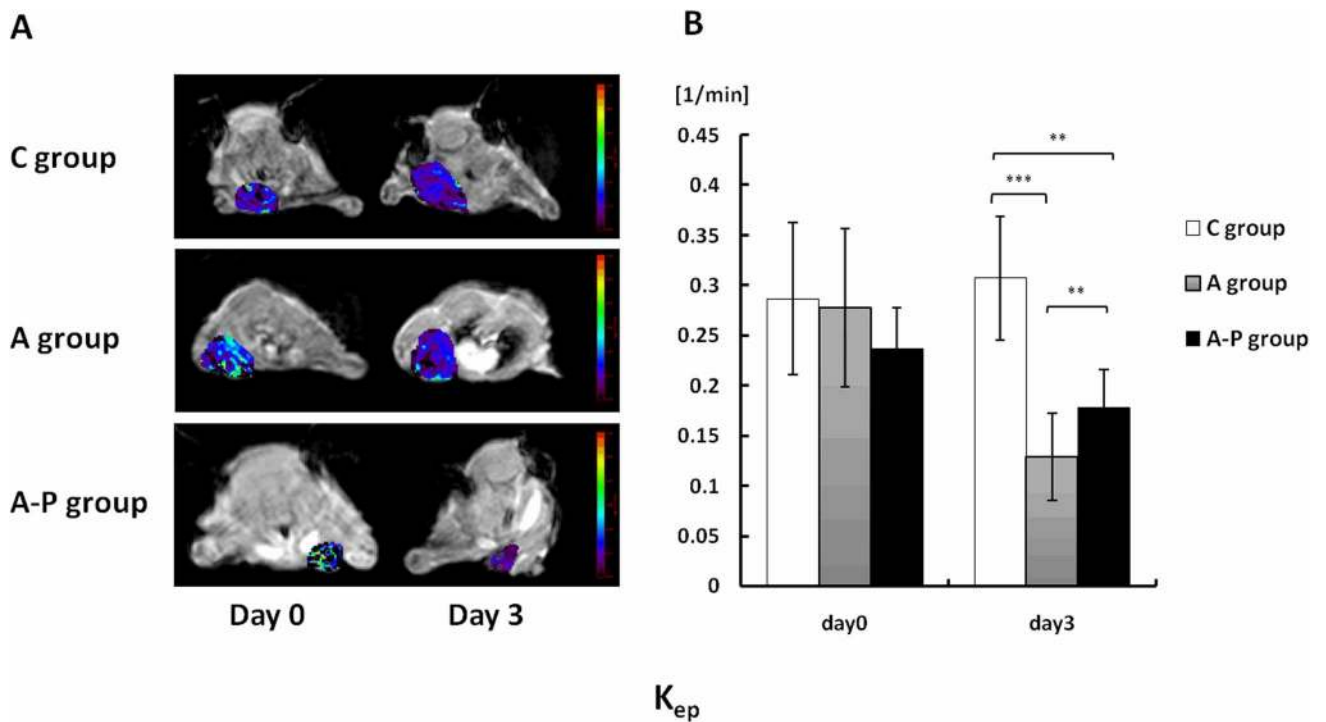 A
C group
A group
A-P group
Day 0 Day 3
B
[1/min]
0.45
0.4
0.35
0.3
0.25
0.2
0.15
0.1
0.05
0
**
***
**
day0 day3
C group
A group
A-P group
Kep